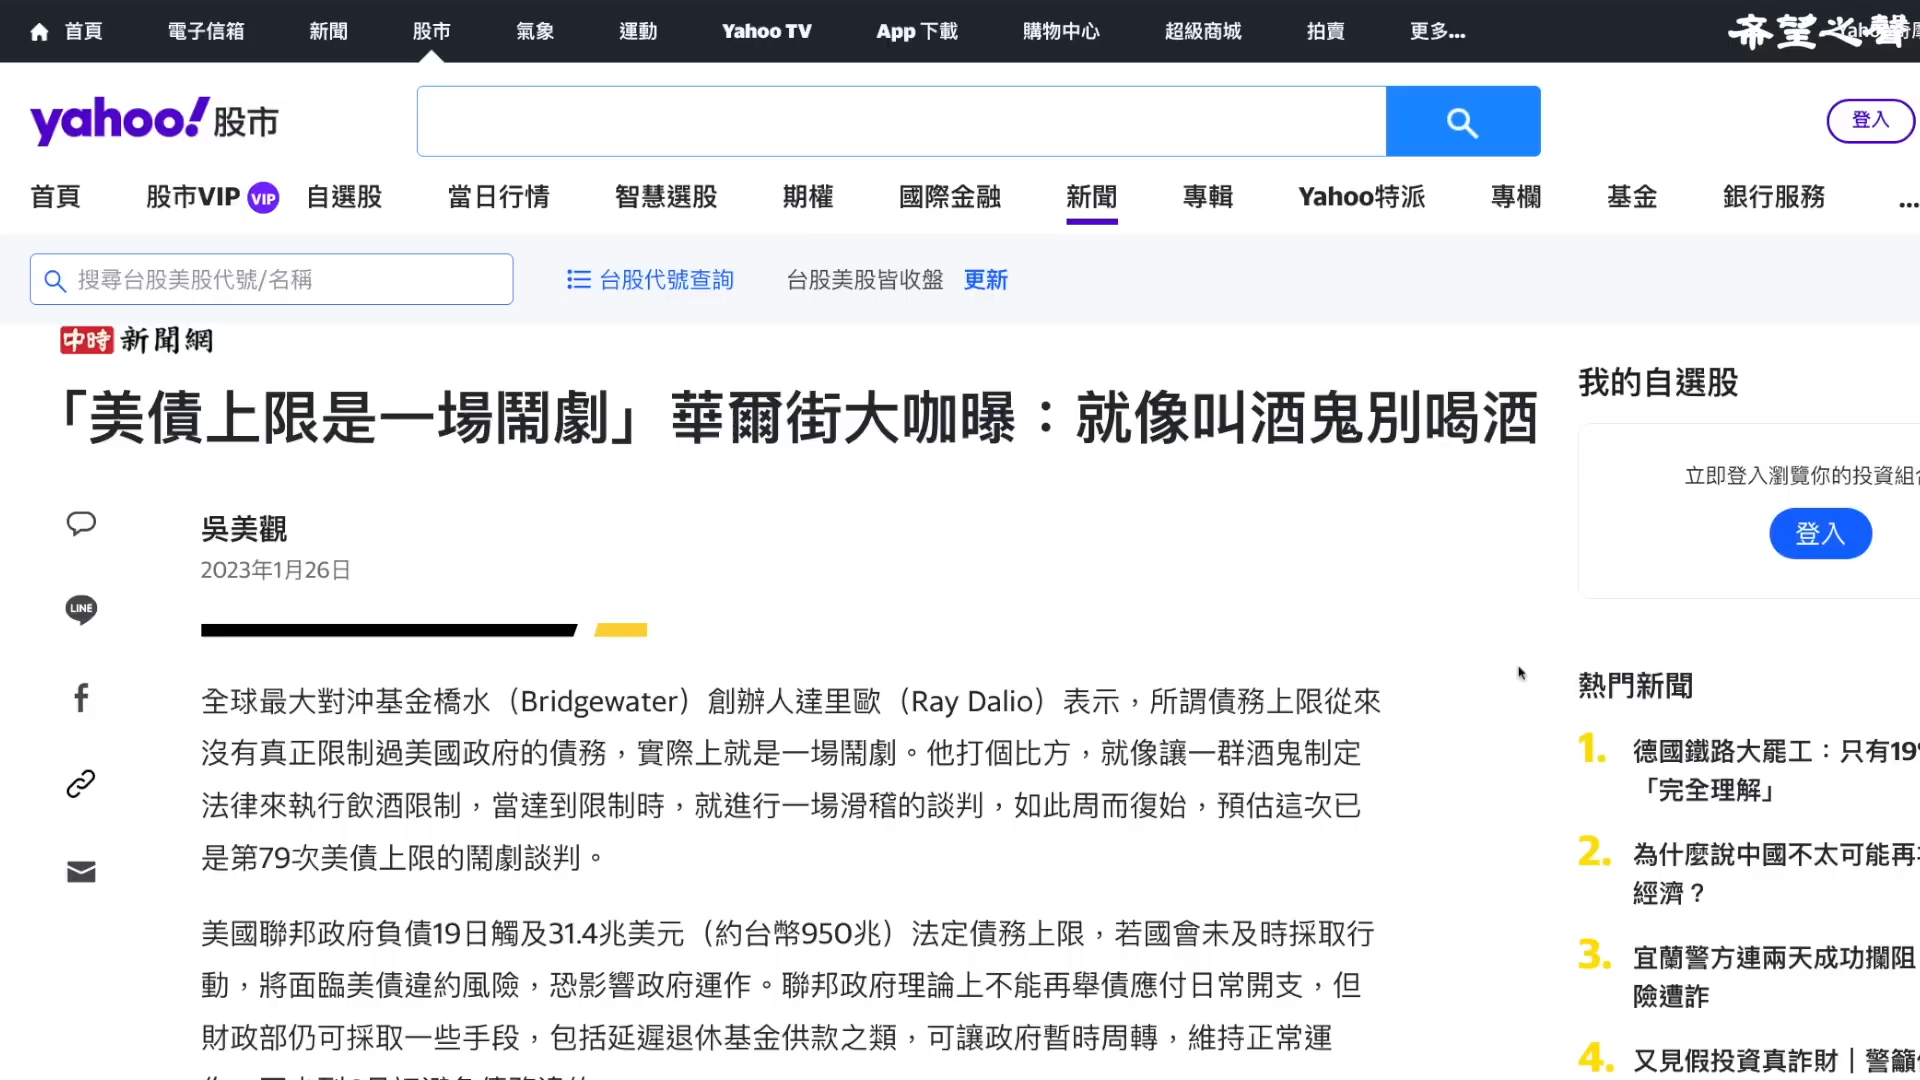 首頁 電子信箱 新聞 股市 氣象 運動 Yahoo TV App 下載 購物中心 超級商城 拍賣 更多... 希望之聲
yahoo!股市 登入
首頁 股市VIP VIP 自選股 當日行情 智慧選股 期權 國際金融 新聞 專輯 Yahoo特派 專欄 基金 銀行服務 ...
搜尋台股美股代號/名稱 台股代號查詢 台股美股皆收盤 更新
中時新聞網
「美債上限是一場鬧劇」華爾街大咖曝：就像叫酒鬼別喝酒
吳美觀
2023年1月26日
LINE
全球最大對沖基金橋水（Bridgewater）創辦人達里歐（Ray Dalio）表示，所謂債務上限從來
沒有真正限制過美國政府的債務，實際上就是一場鬧劇。他打個比方，就像讓一群酒鬼制定
法律來執行飲酒限制，當達到限制時，就進行一場滑稽的談判，如此周而復始，預估這次已
是第79次美債上限的鬧劇談判。
美國聯邦政府負債19日觸及31.4兆美元（約台幣950兆）法定債務上限，若國會未及時採取行
動，將面臨美債違約風險，恐影響政府運作。聯邦政府理論上不能再舉債應付日常開支，但
財政部仍可採取一些手段，包括延遲退休基金供款之類，可讓政府暫時周轉，維持正常運
我的自選股
立即登入瀏覽你的投資組
登入
熱門新聞
1. 德國鐵路大罷工：只有19
「完全理解」
2. 為什麼說中國不太可能再
經濟？
3. 宜蘭警方連兩天成功攔阻
險遭詐
4. 又見假投資真詐財｜警籲